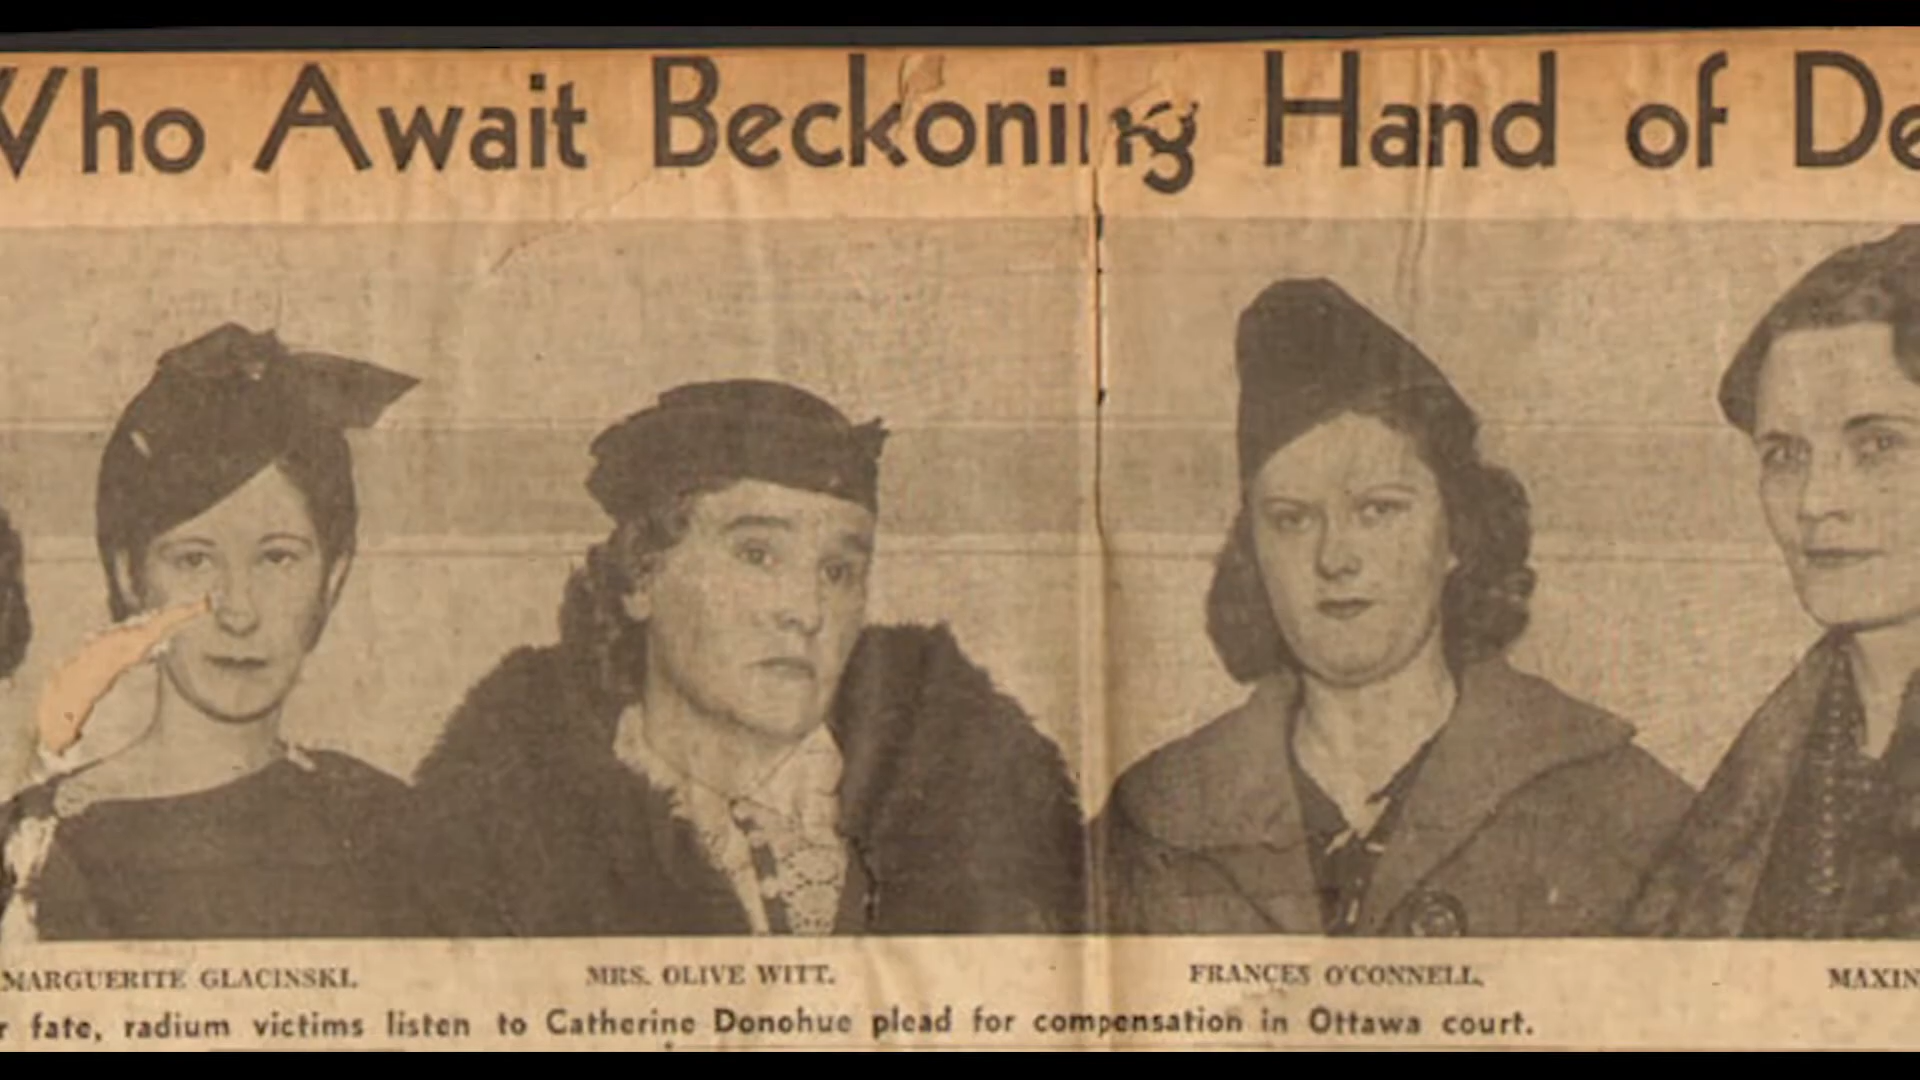 Who Await Beckoning Hand of De
MARGUERITE GLACINSKI. MRS. OLIVE WITT. FRANCES O'CONNELL. MAXIN
r fate, radium victims listen to Catherine Donohue plead for compensation in Ottawa court.